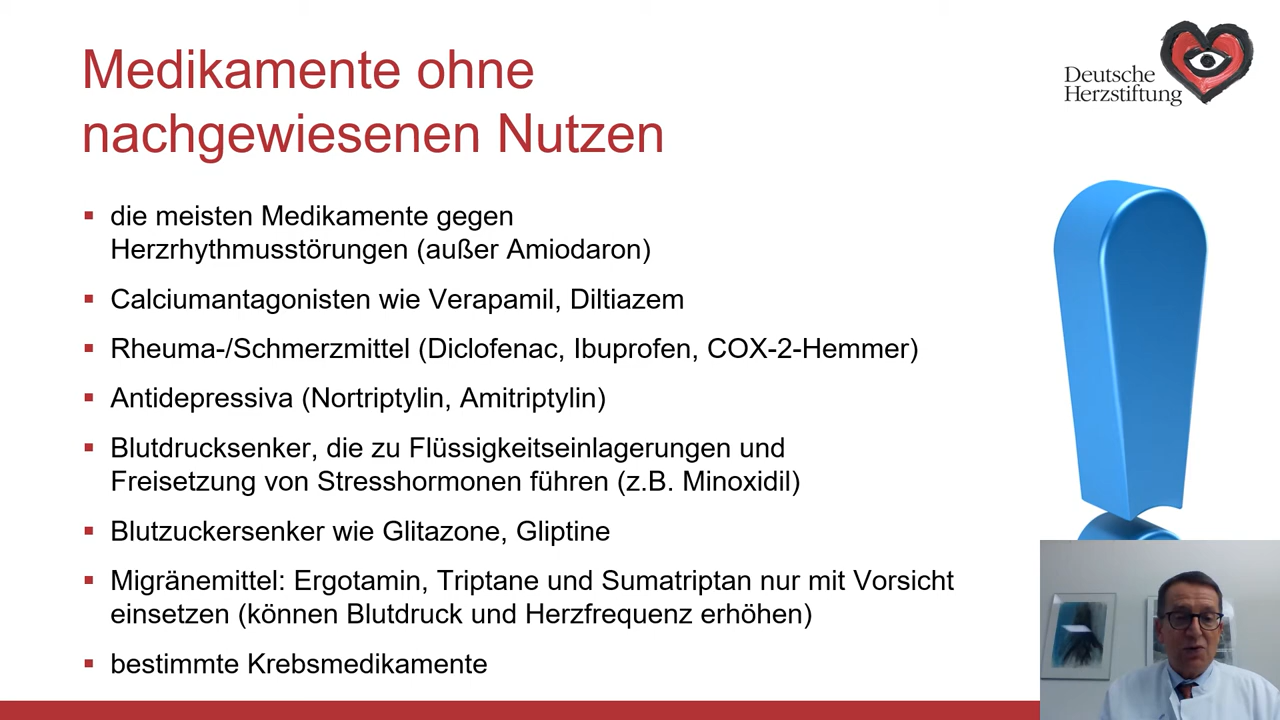 Medikamente ohne
nachgewiesenen Nutzen
Deutsche
Herzstiftung
▪ die meisten Medikamente gegen
Herzrhythmusstörungen (außer Amiodaron)
▪ Calciumantagonisten wie Verapamil, Diltiazem
▪ Rheuma-/Schmerzmittel (Diclofenac, Ibuprofen, COX-2-Hemmer)
▪ Antidepressiva (Nortriptylin, Amitriptylin)
▪ Blutdrucksenker, die zu Flüssigkeitseinlagerungen und
Freisetzung von Stresshormonen führen (z.B. Minoxidil)
▪ Blutzuckersenker wie Glitazone, Gliptine
▪ Migränemittel: Ergotamin, Triptane und Sumatriptan nur mit Vorsicht
einsetzen (können Blutdruck und Herzfrequenz erhöhen)
▪ bestimmte Krebsmedikamente